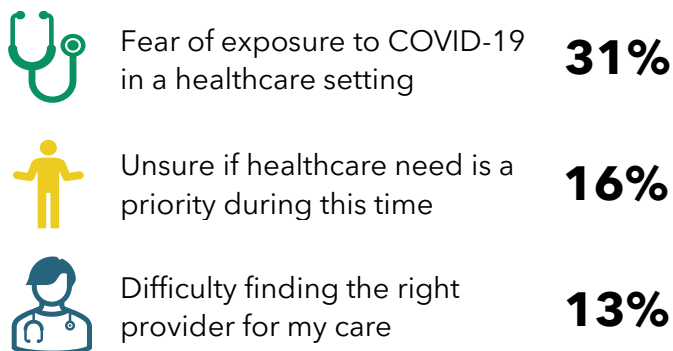 Fear of exposure to COVID-19
in a healthcare setting
31%
Unsure if healthcare need is a
priority during this time
16%
Difficulty finding the right
provider for my care
13%